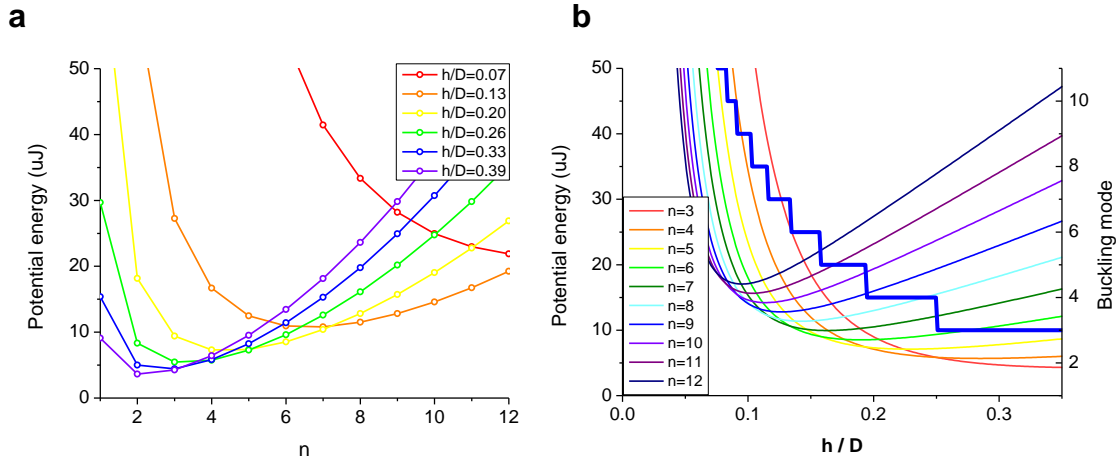 a
Potential energy (uJ)
50
40
30
20
10
0
2
4
6
8
10
12
n
h/D=0.07
h/D=0.13
h/D=0.20
h/D=0.26
h/D=0.33
h/D=0.39
b
Potential energy (uJ)
50
40
30
20
10
0
0.0
0.1
0.2
0.3
h / D
n=3
n=4
n=5
n=6
n=7
n=8
n=9
n=10
n=11
n=12
10
8
6
4
2
Buckling mode